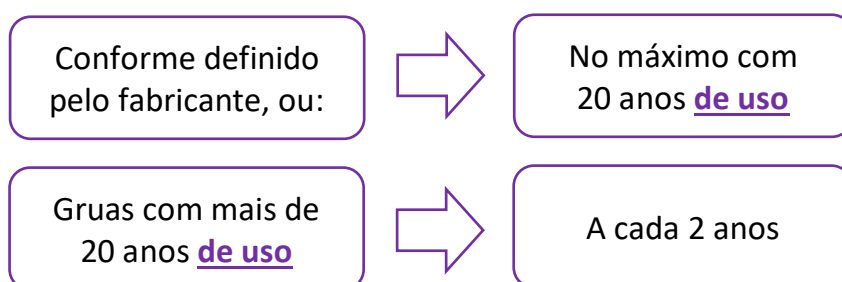 Conforme definido
pelo fabricante, ou:
No máximo com
20 anos de uso
Gruas com mais de
20 anos de uso
A cada 2 anos